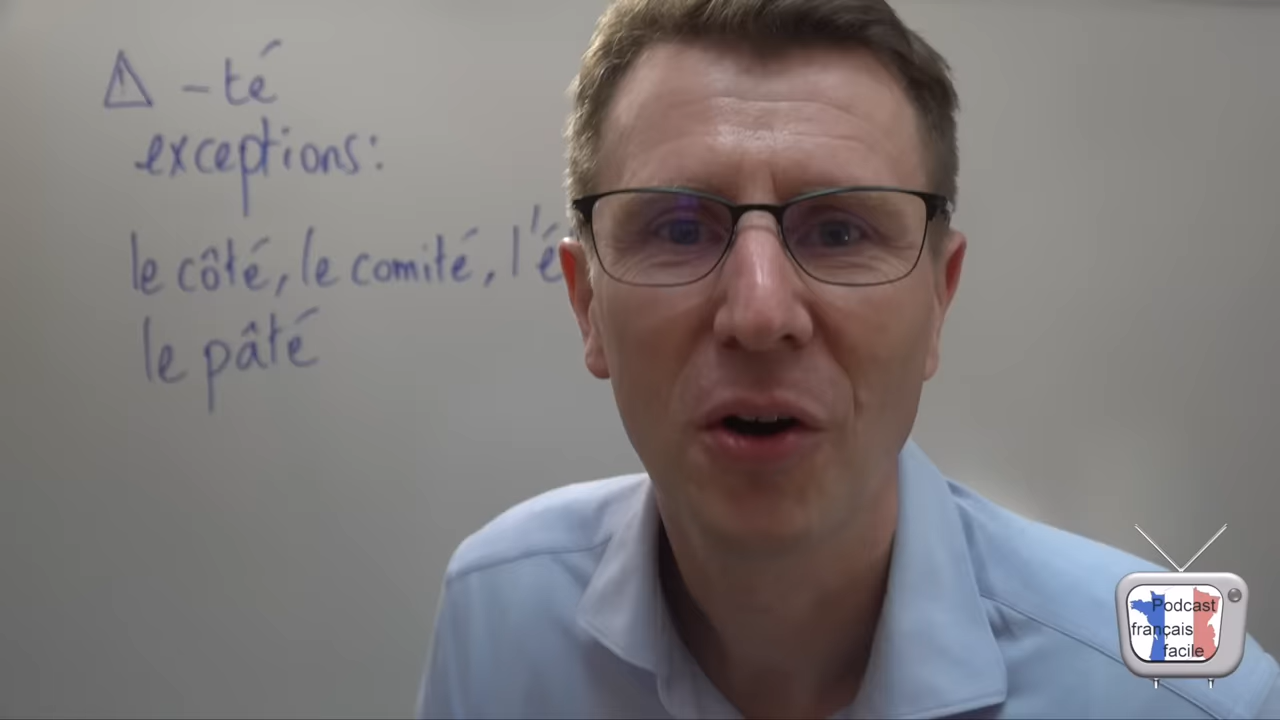 -té
exceptions:
le côté, le comité, l'é
le pâté
Podcast
français
facile